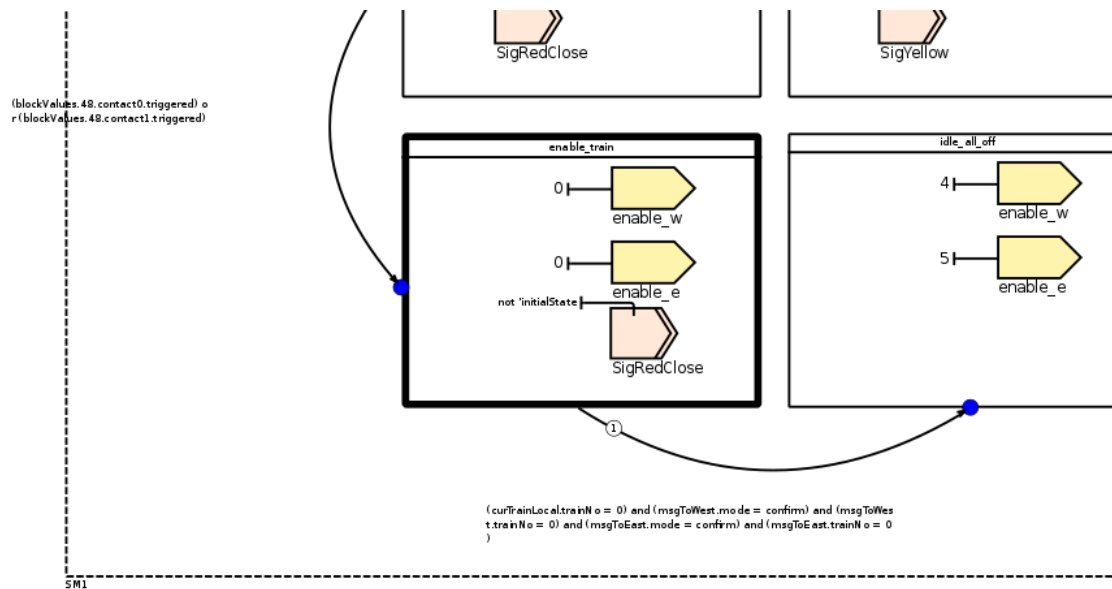 SigRedClose
SigYellow
(blockValues.48.contact0.triggered) o
r (blockValues.48.contact1.triggered)
enable_train
0
enable_w
0
enable_e
not 'initialState
SigRedClose
idle_all_off
4
enable_w
5
enable_e
1
(curTrainLocal.trainNo = 0) and (msgToWest.mode = confirm) and (msgToWes
t.trainNo = 0) and (msgToEast.mode = confirm) and (msgToEast.trainNo = 0
)
SM1